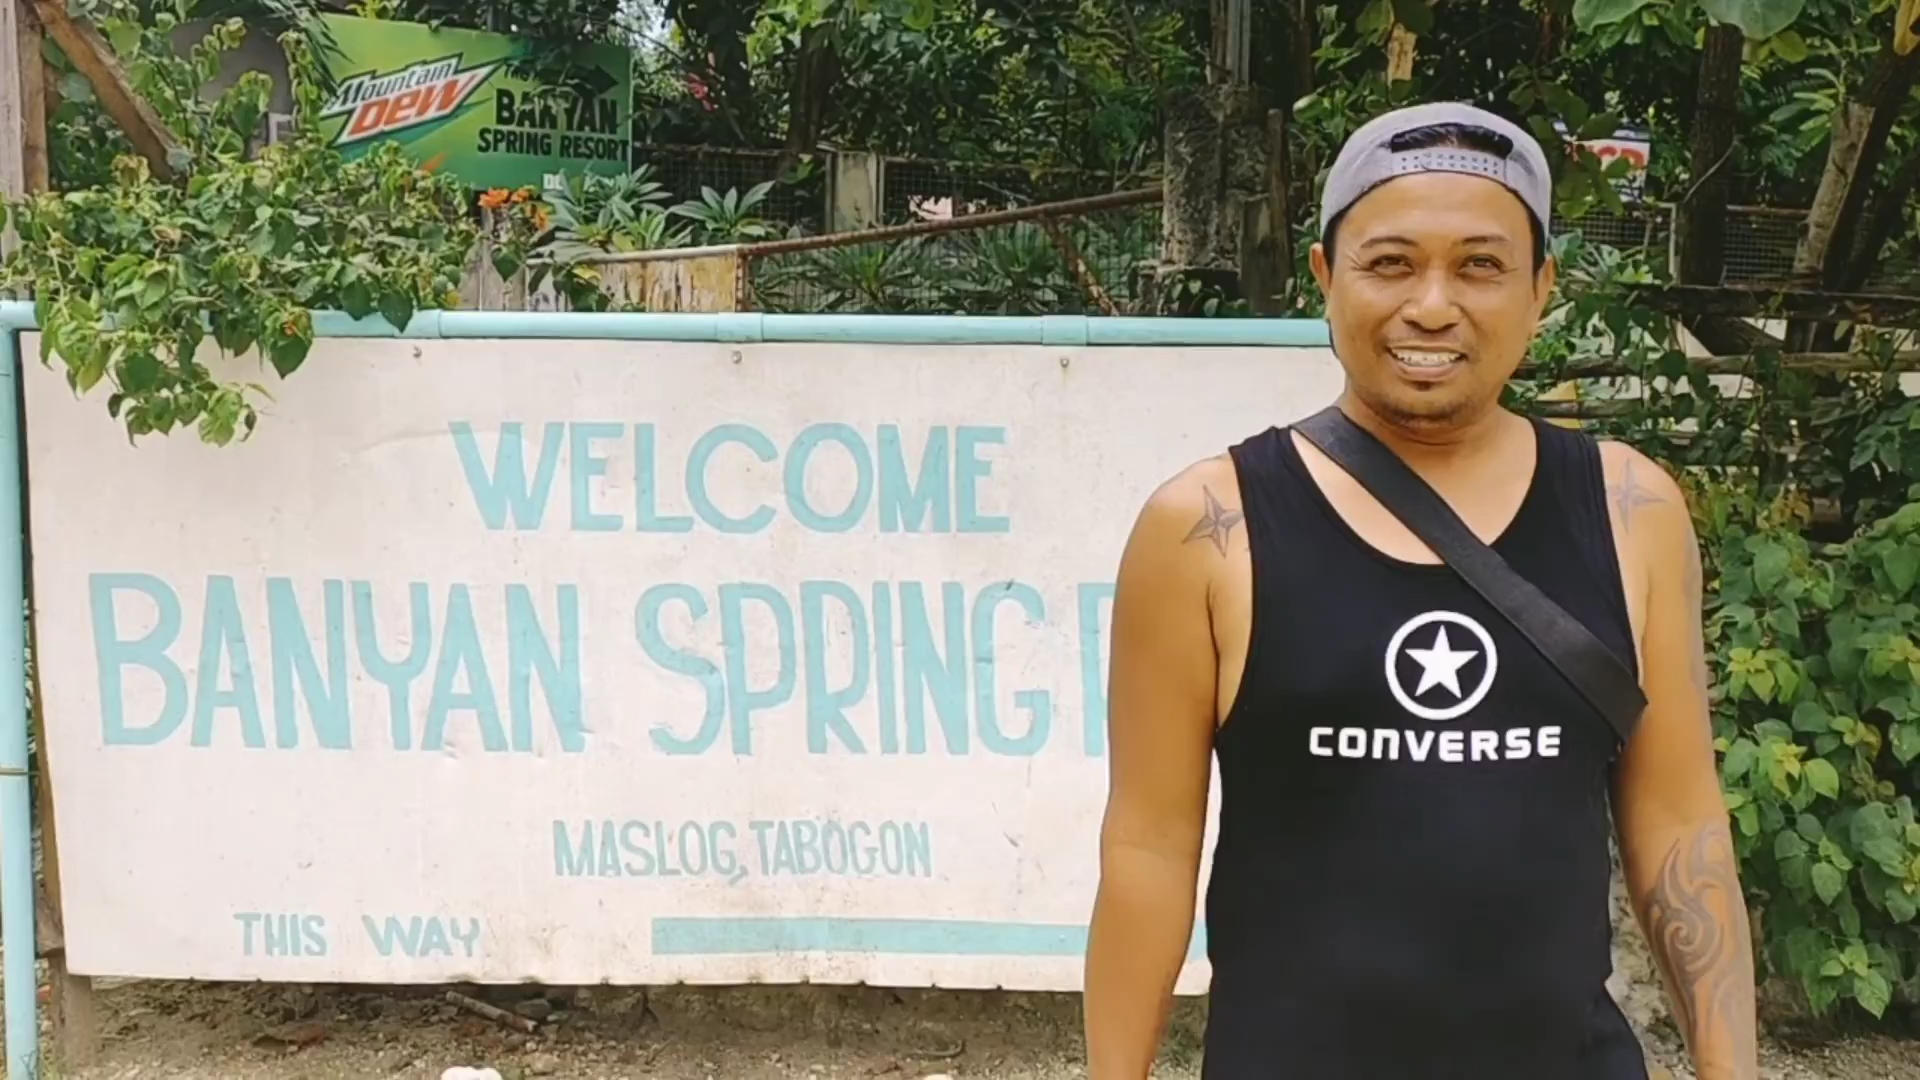 Mountain
DEW
BANYAN
SPRING RESORT
WELCOME
BANYAN SPRING
MASLOG, TABOGON
THIS WAY
CONVERSE